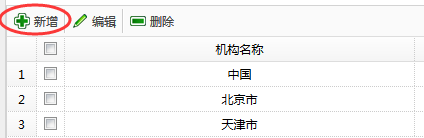 新增 编辑 删除
机构名称
1 中国
2 北京市
3 天津市